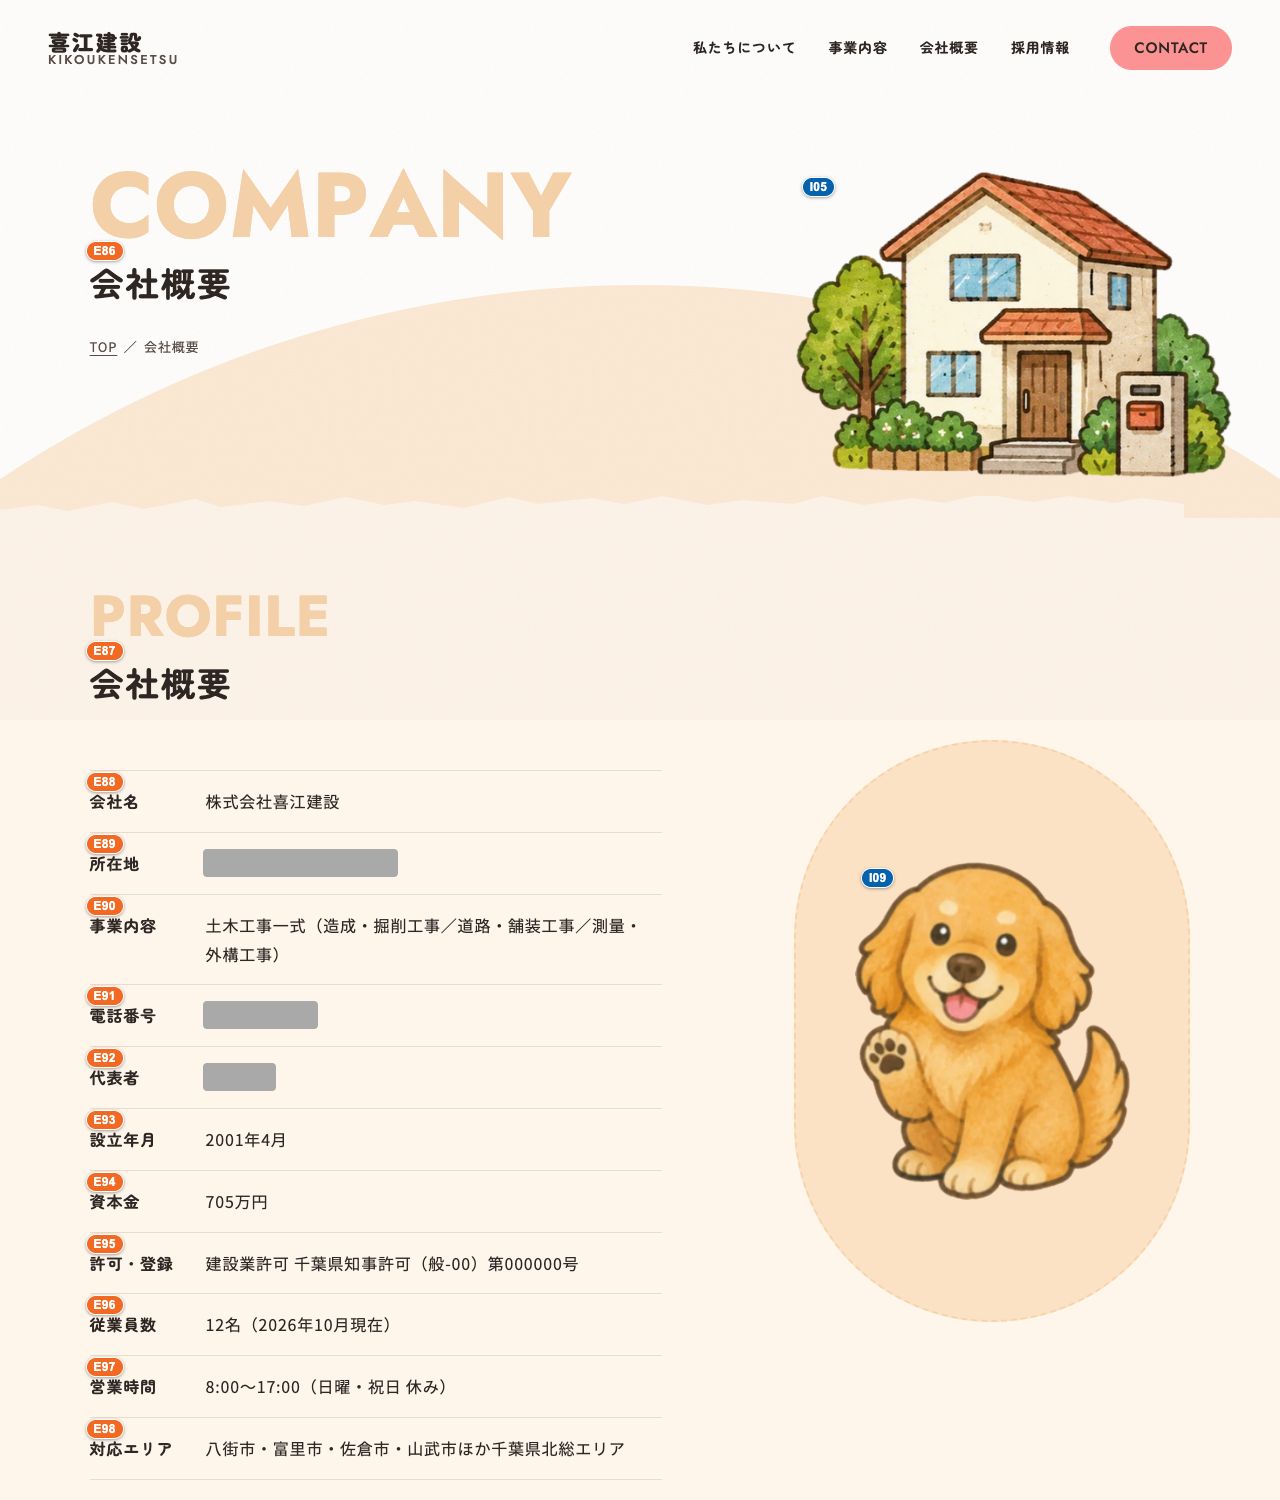 喜江建設
KIKOUKENSETSU
私たちについて 事業内容 会社概要 採用情報 CONTACT
COMPANY
I05
E86
会社概要
TOP ／ 会社概要
PROFILE
E87
会社概要
E88
会社名 株式会社喜江建設
E89
所在地
I09
E90
事業内容 土木工事一式（造成・掘削工事／道路・舗装工事／測量・
外構工事）
E91
電話番号
E92
代表者
E93
設立年月 2001年4月
E94
資本金 705万円
E95
許可・登録 建設業許可 千葉県知事許可（般-00）第000000号
E96
従業員数 12名（2026年10月現在）
E97
営業時間 8:00〜17:00（日曜・祝日 休み）
E98
対応エリア 八街市・富里市・佐倉市・山武市ほか千葉県北総エリア